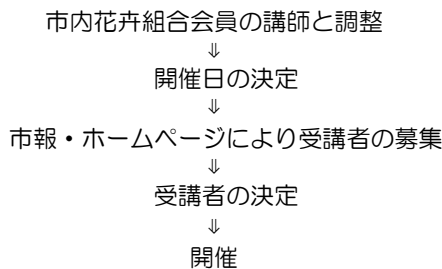 市内花卉組合会員の講師と調整
⇓
開催日の決定
⇓
市報・ホームページにより受講者の募集
⇓
受講者の決定
⇓
開催